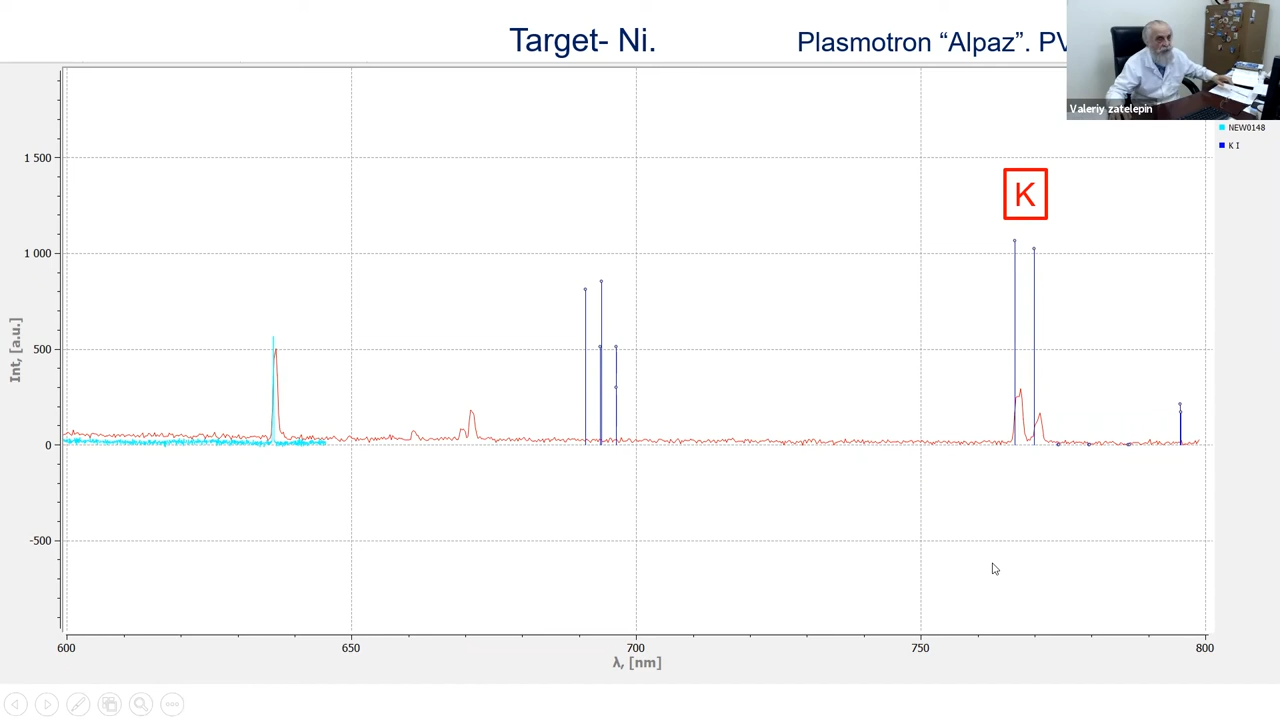 Target- Ni.
Plasmotron “Alpaz”. PV
Valeriy zatelepin
NEW0148
K I
K
1 500
1 000
500
0
-500
Int, [a.u.]
600
650
700
750
800
λ, [nm]